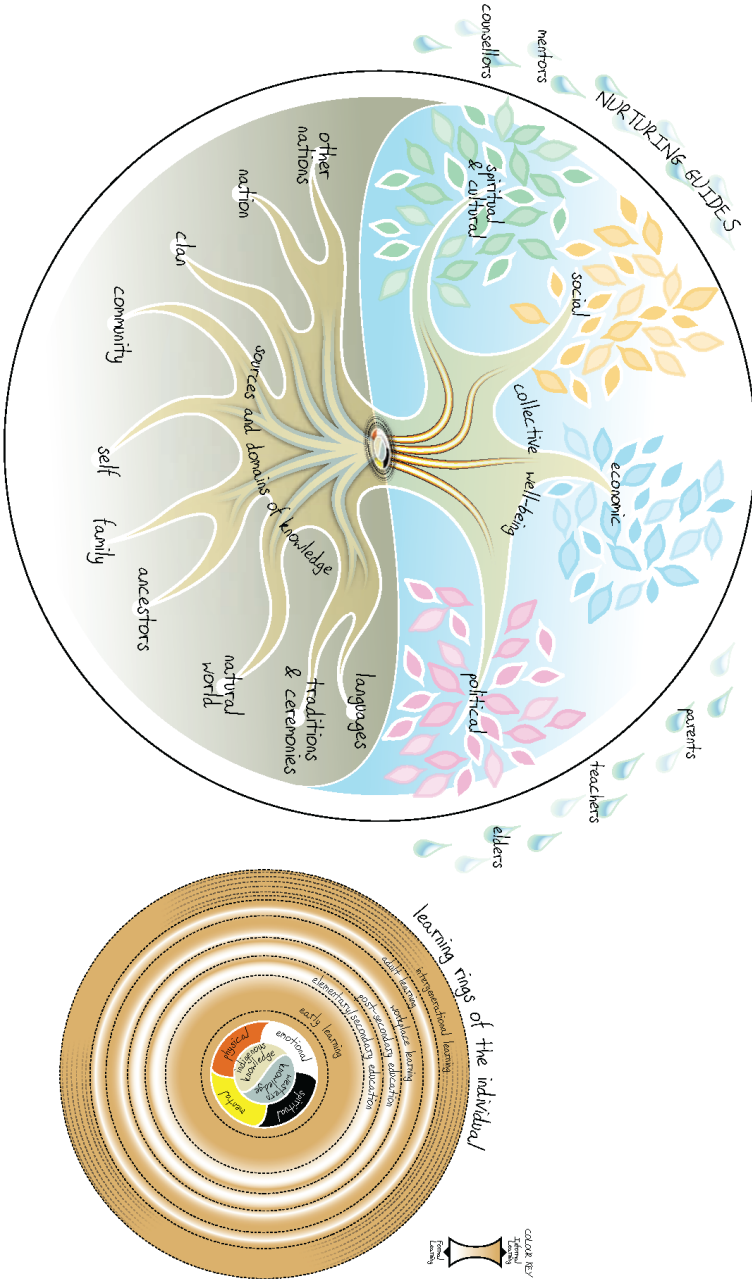 NURTURING GUIDES
counsellors
mentors
parents
teachers
elders
spiritual
& cultural
social
economic
political
collective well-being
sources and domains of knowledge
other
nations
nation
clan
community
self
family
ancestors
natural
world
traditions
& ceremonies
languages
learning rings of the individual
intergenerational learning
adult learning
workplace learning
post-secondary education
elementary/secondary education
early learning
emotional
spiritual
physical
mental
indigenous
knowledge
western
knowledge
COLOUR KEY
Informal
Learning
Formal
Learning